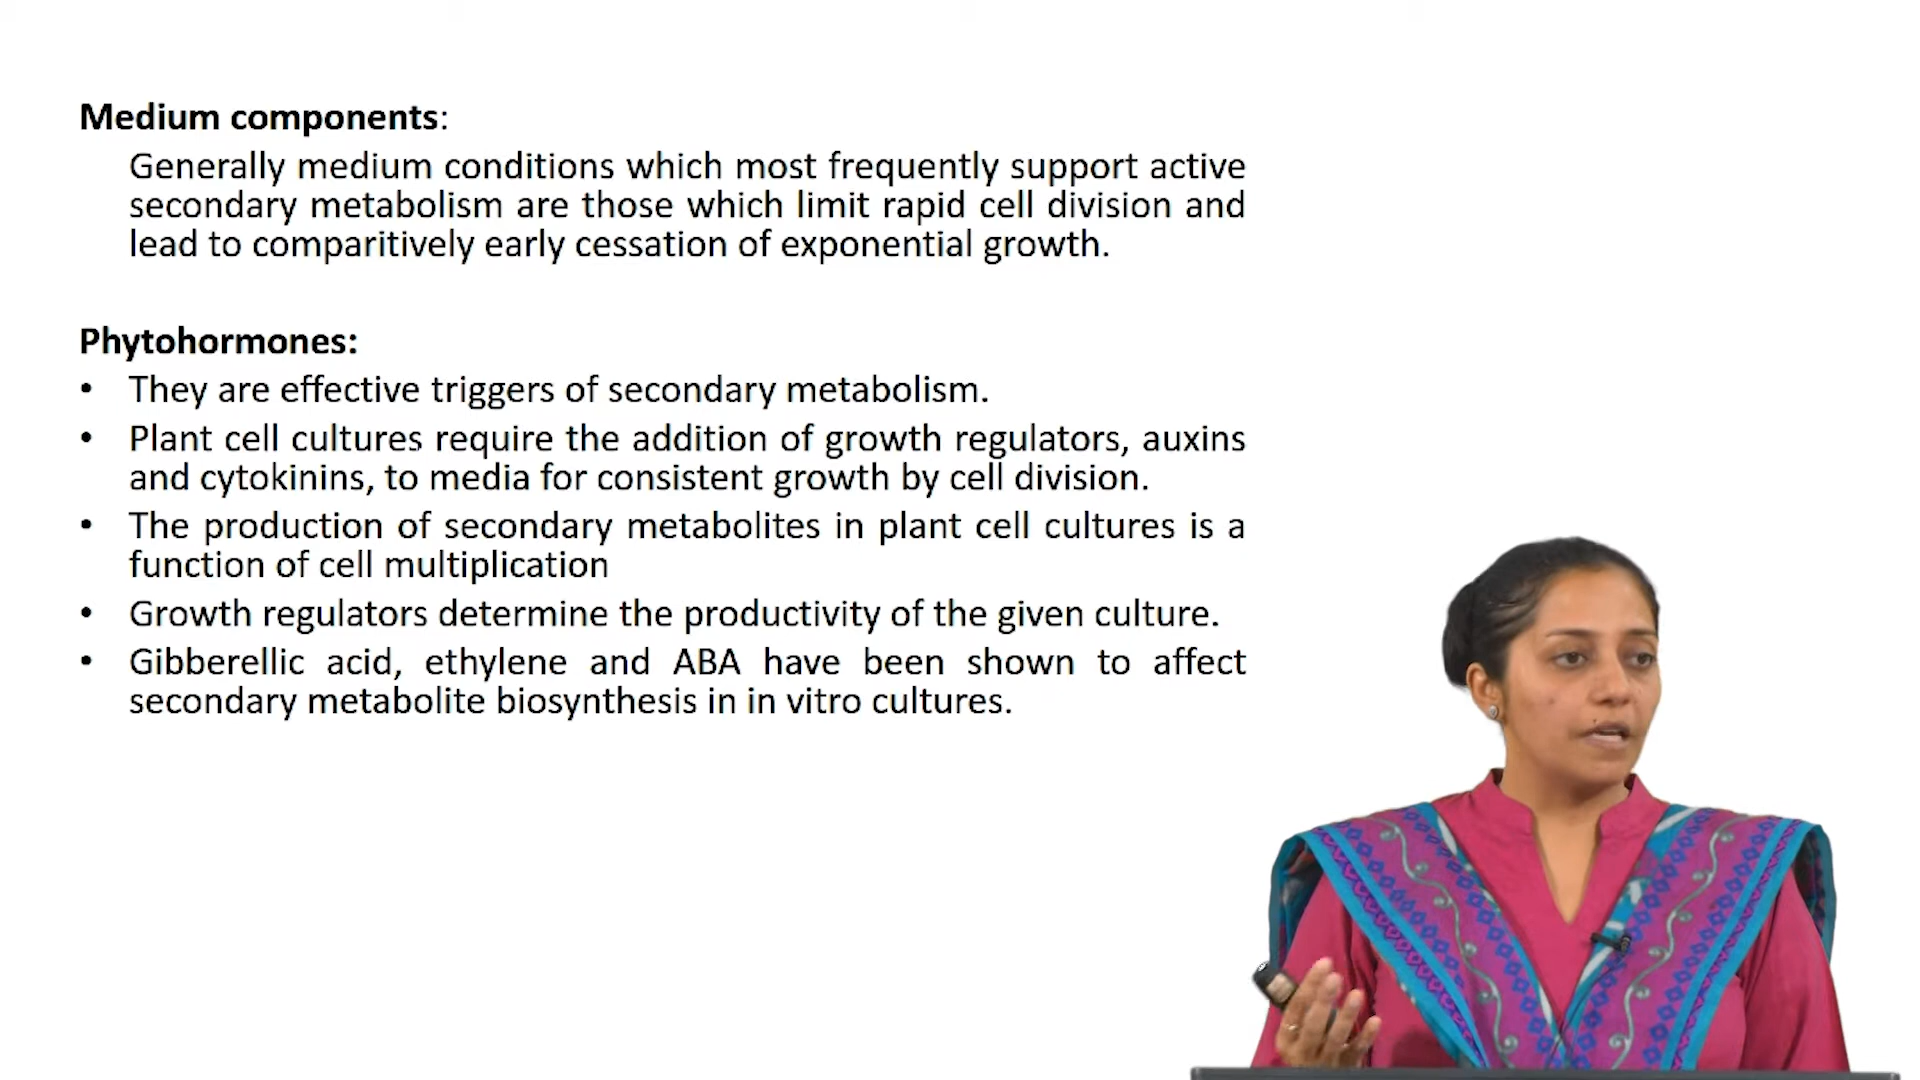 Medium components:
Generally medium conditions which most frequently support active
secondary metabolism are those which limit rapid cell division and
lead to comparitively early cessation of exponential growth.
Phytohormones:
• They are effective triggers of secondary metabolism.
• Plant cell cultures require the addition of growth regulators, auxins
and cytokinins, to media for consistent growth by cell division.
• The production of secondary metabolites in plant cell cultures is a
function of cell multiplication
• Growth regulators determine the productivity of the given culture.
• Gibberellic acid, ethylene and ABA have been shown to affect
secondary metabolite biosynthesis in in vitro cultures.